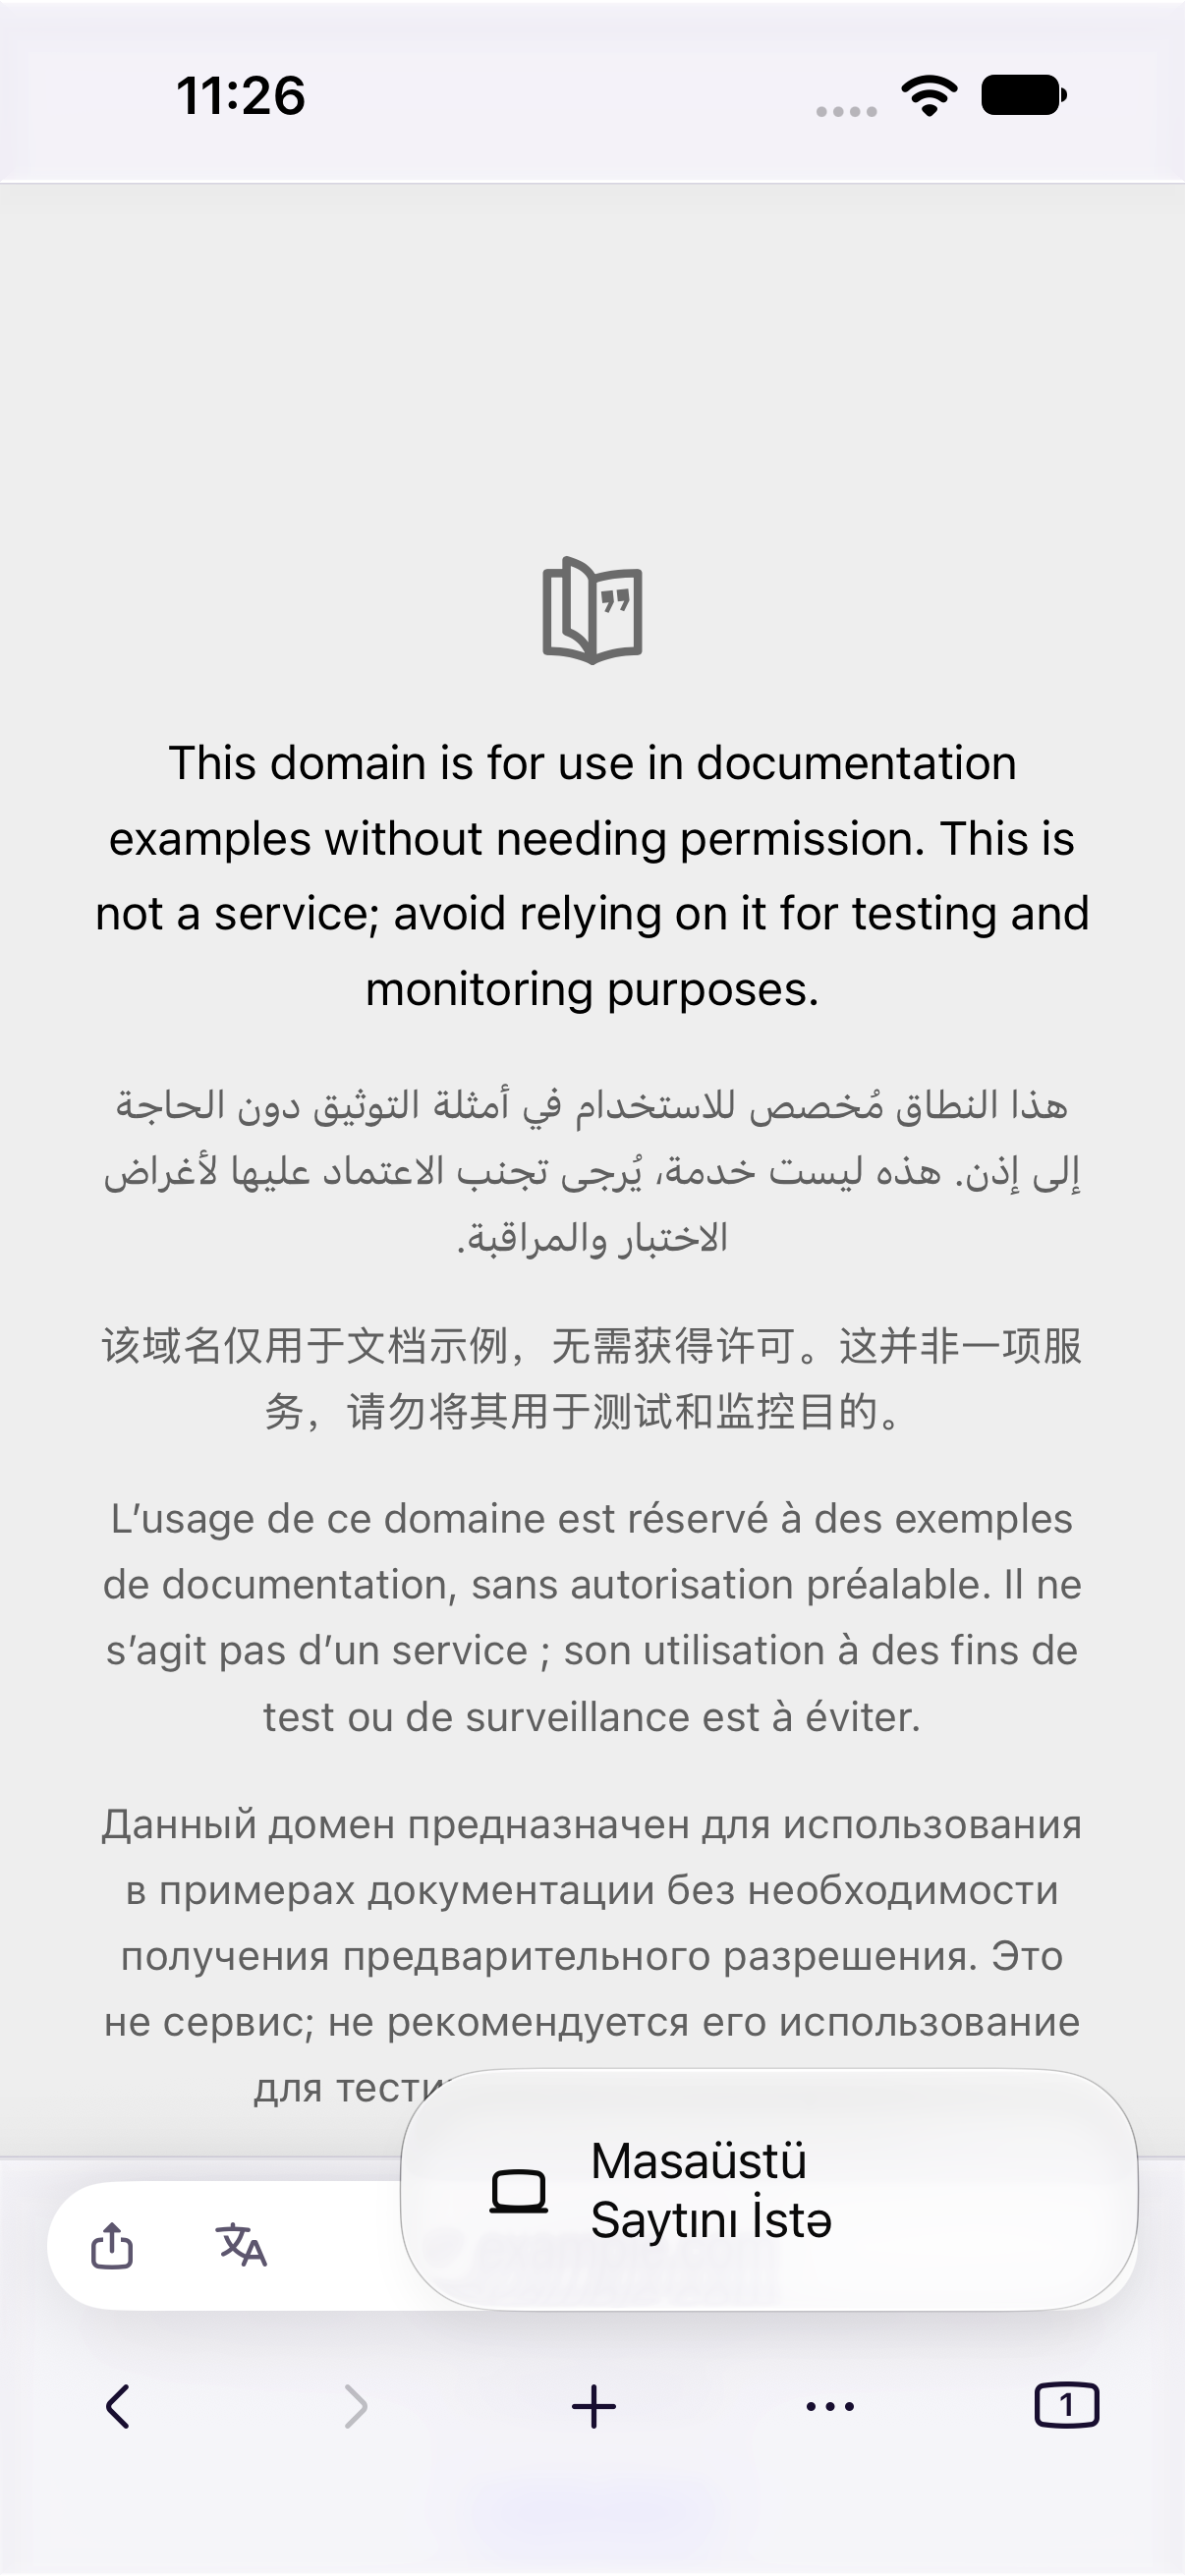 11:26
This domain is for use in documentation
examples without needing permission. This is
not a service; avoid relying on it for testing and
monitoring purposes.
هذا النطاق مُخصص للاستخدام في أمثلة التوثيق دون الحاجة
إلى إذن. هذه ليست خدمة، يُرجى تجنب الاعتماد عليها لأغراض
الاختبار والمراقبة.
该域名仅用于文档示例，无需获得许可。这并非一项服
务，请勿将其用于测试和监控目的。
L’usage de ce domaine est réservé à des exemples
de documentation, sans autorisation préalable. Il ne
s’agit pas d’un service ; son utilisation à des fins de
test ou de surveillance est à éviter.
Данный домен предназначен для использования
в примерах документации без необходимости
получения предварительного разрешения. Это
не сервис; не рекомендуется его использование
для
Masaüstü
Saytını İstə
1